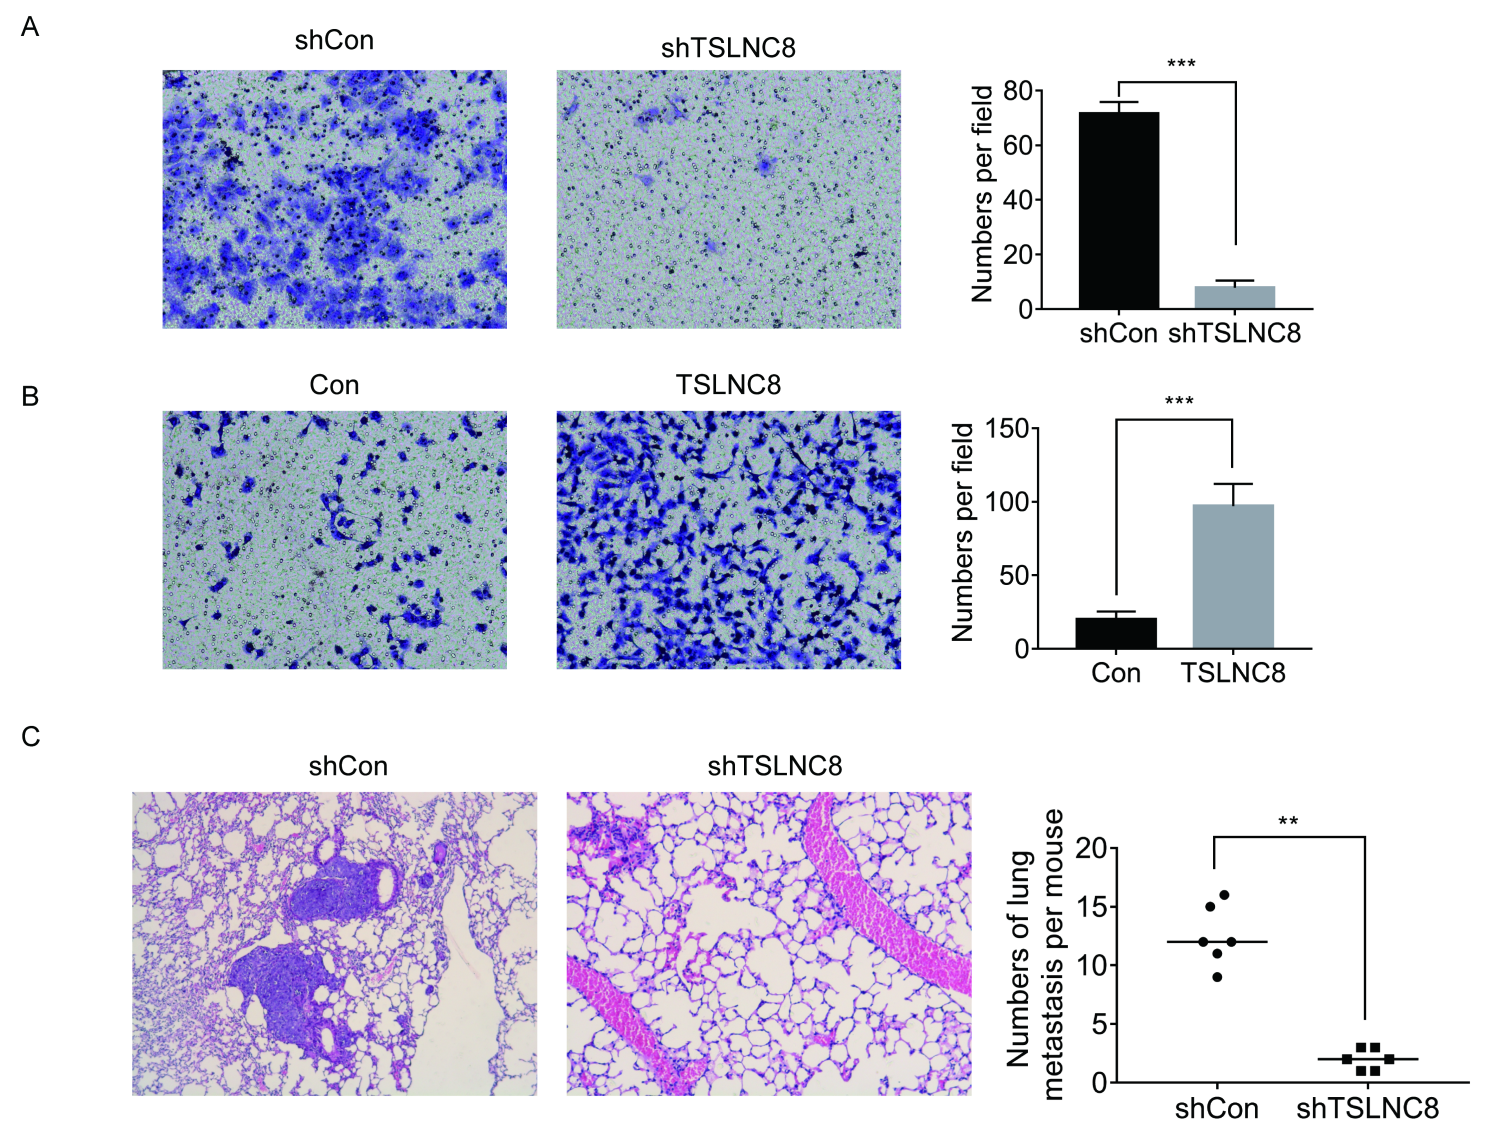 A
shCon
shTSLNC8
***
Numbers per field
80
60
40
20
0
shCon shTSLNC8
B
Con
TSLNC8
***
Numbers per field
150
100
50
0
Con TSLNC8
C
shCon
shTSLNC8
**
Numbers of lung
metastasis per mouse
20
15
10
5
0
shCon shTSLNC8